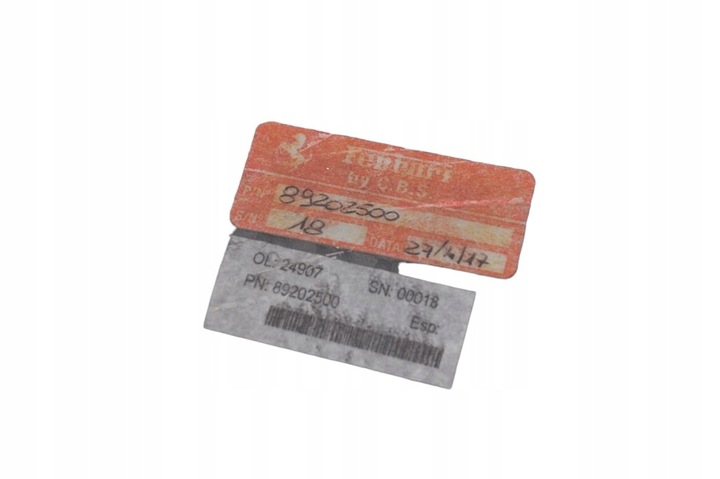 Ferrari
by C.B.S.
P/N° 89202500
S/N. 18 DATA 27/4/17
OL: 24907 SN: 00018
PN: 89202500 Esp: